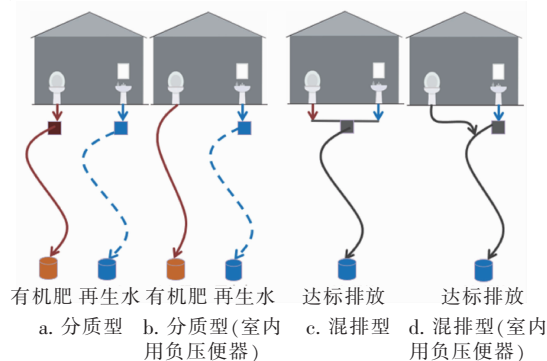 有机肥 再生水 有机肥 再生水 达标排放 达标排放
a. 分质型 b. 分质型(室内 c. 混排型 d. 混排型(室内
用负压便器) 用负压便器)